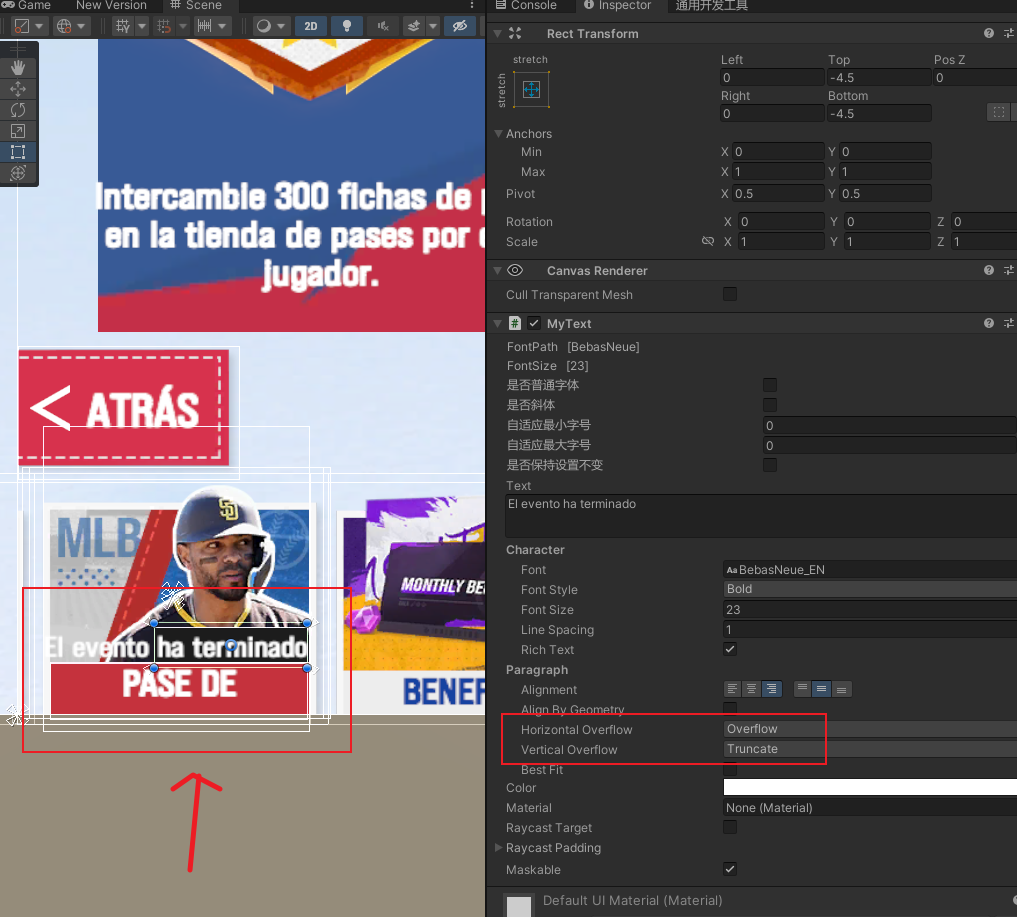 Game
New Version
Scene
2D
Intercambie 300 fichas de
en la tienda de pases por
jugador.
< ATRÁS
MLB
SD
El evento ha terminado
PASE DE
MONTHLY BE
BENEF
Console
Inspector
通用开发工具
Rect Transform
stretch
stretch
Left Top Pos Z
0 -4.5 0
Right Bottom
0 -4.5
Anchors
Min X 0 Y 0
Max X 1 Y 1
Pivot X 0.5 Y 0.5
Rotation X 0 Y 0 Z 0
Scale X 1 Y 1 Z 1
Canvas Renderer
Cull Transparent Mesh
# MyText
FontPath [BebasNeue]
FontSize [23]
是否普通字体
是否斜体
自适应最小字号 0
自适应最大字号 0
是否保持设置不变
Text
El evento ha terminado
Character
Font Aa BebasNeue_EN
Font Style Bold
Font Size 23
Line Spacing 1
Rich Text
Paragraph
Alignment
Align By Geometry
Horizontal Overflow Overflow
Vertical Overflow Truncate
Best Fit
Color
Material None (Material)
Raycast Target
Raycast Padding
Maskable
Default UI Material (Material)